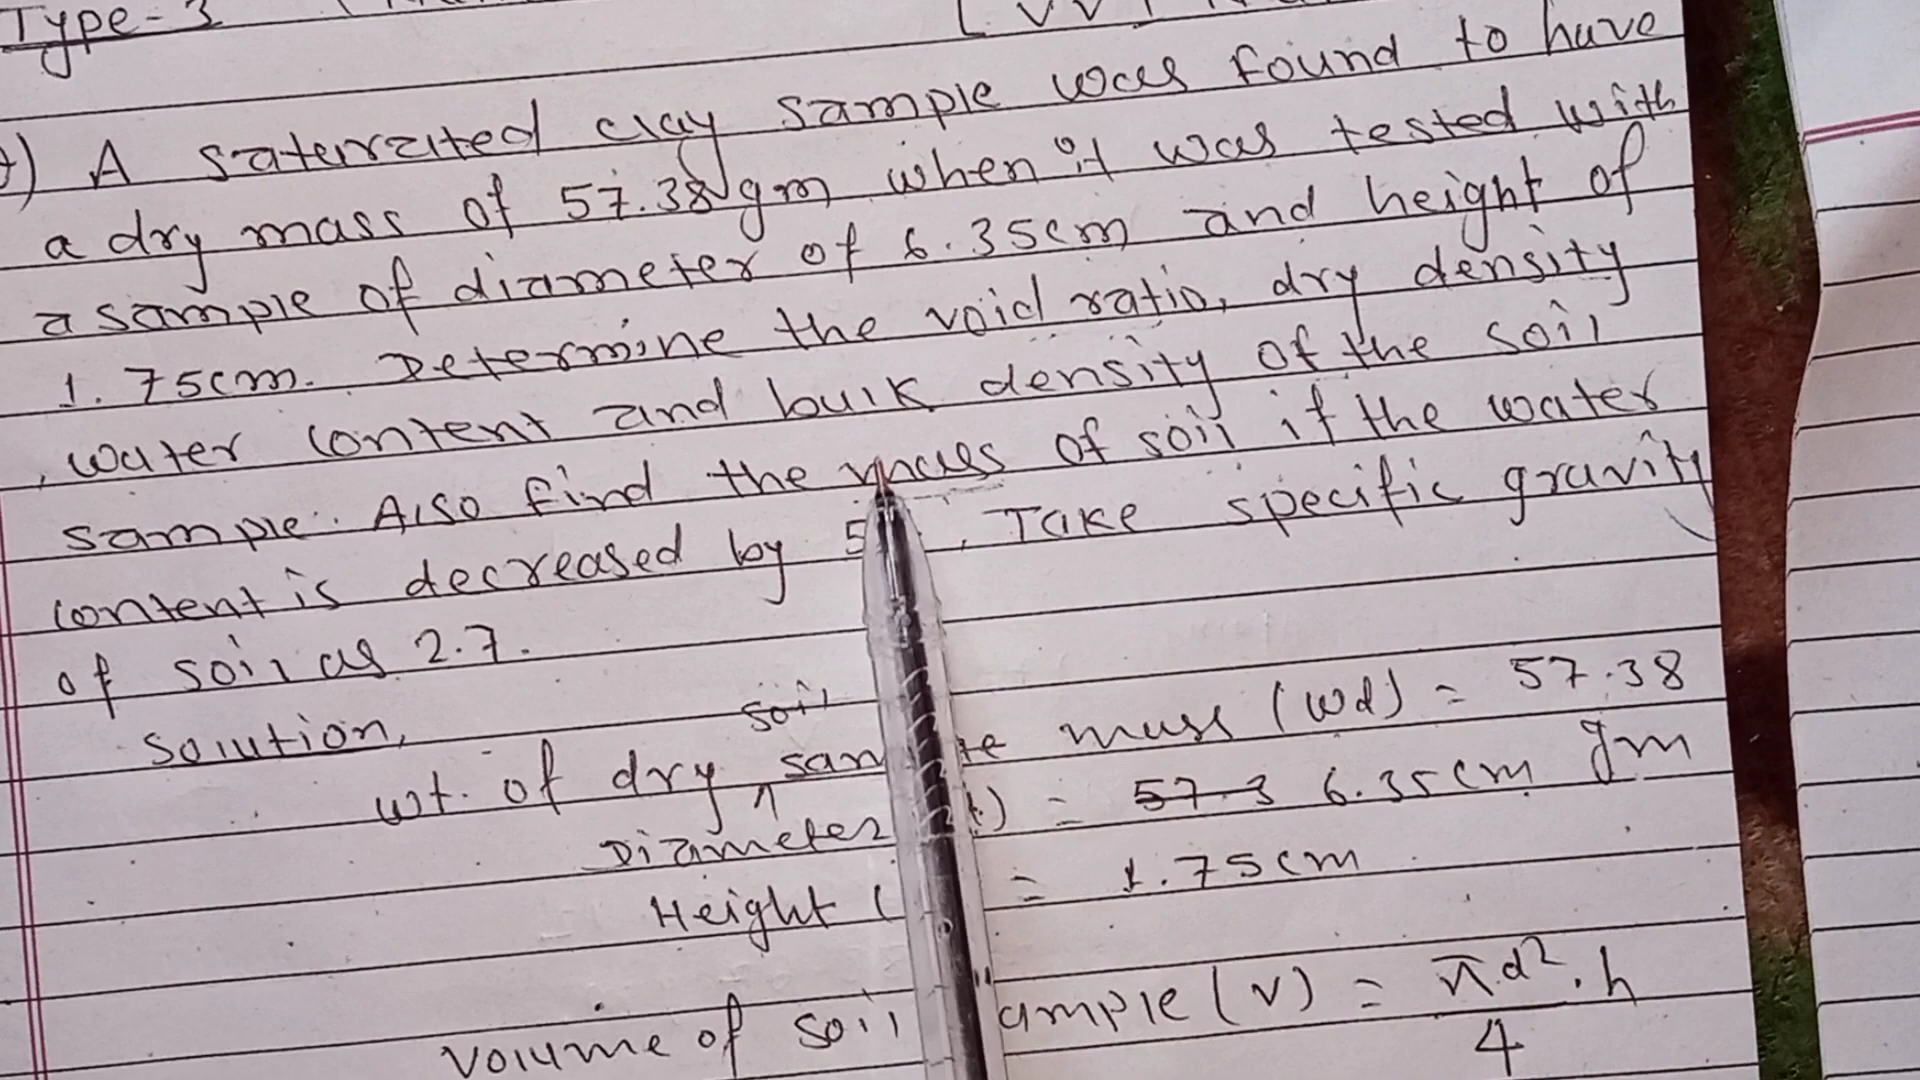 Type-3
A saterrated clay sample was found to have
a dry mass of 57.38 gm when it was tested with
a sample of diameter of 6.35cm and height of
1.75cm. Determine the void ratio, dry density
, water content and bulk density of the soil
sample. Also find the mass of soil if the water
content is decreased by 5 . Take specific gravity
of soil as 2.7.
Solution,
soil
wt. of dry mass (wd) = 57.38
gm
Diameter = 57.3 6.35cm
Height ( = 1.75cm
volume of soil ample (v) = πd².h
4